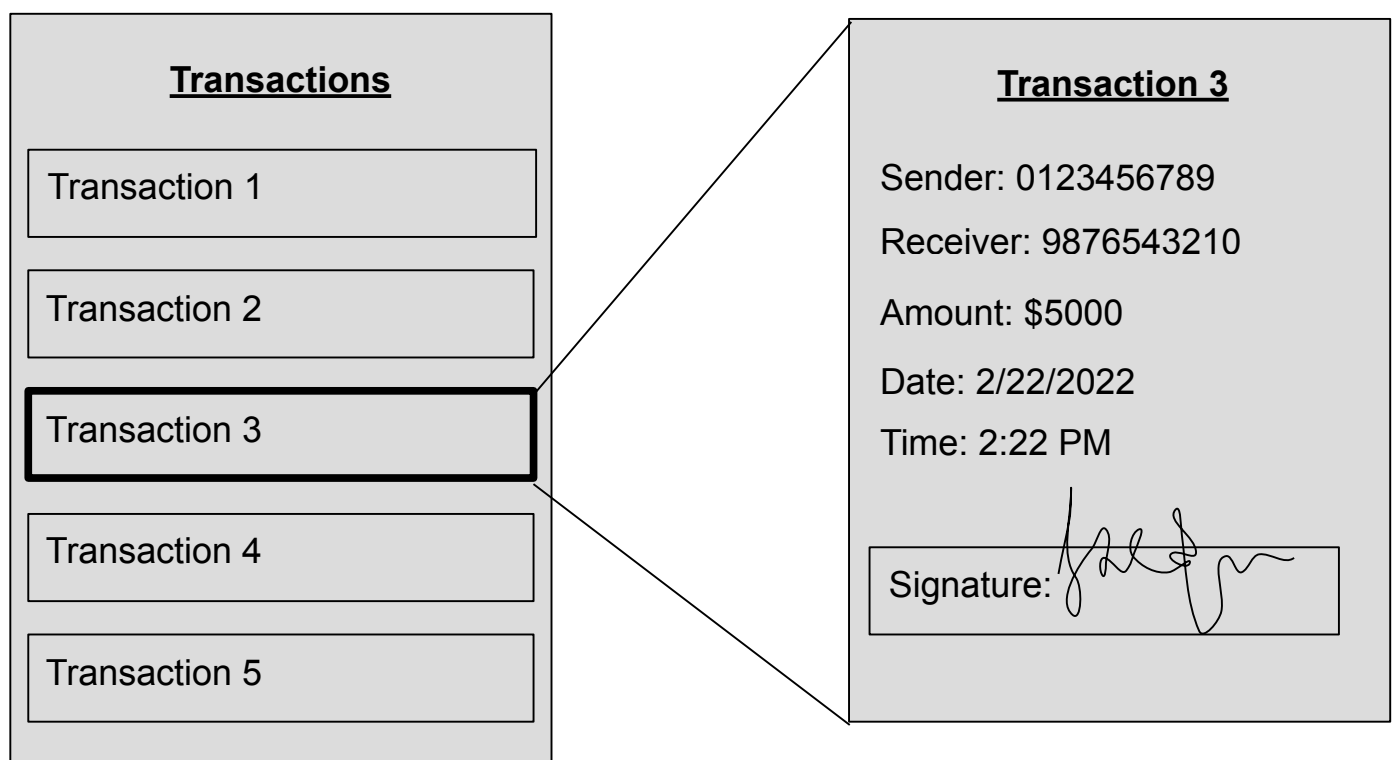 Transactions
Transaction 1
Transaction 2
Transaction 3
Transaction 4
Transaction 5
Transaction 3
Sender: 0123456789
Receiver: 9876543210
Amount: $5000
Date: 2/22/2022
Time: 2:22 PM
Signature: